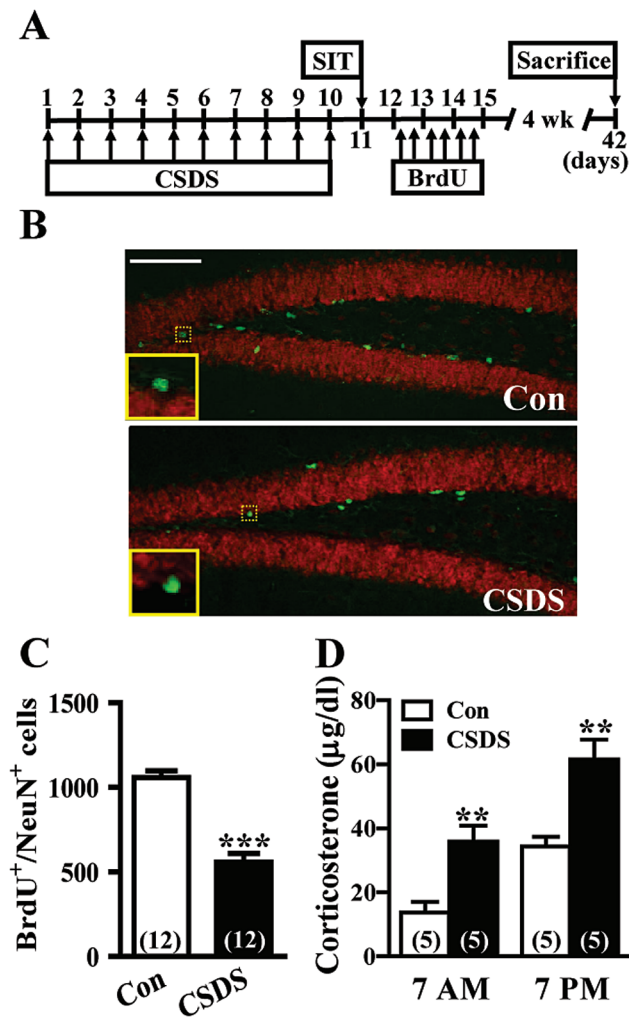 A
SIT
Sacrifice
1 2 3 4 5 6 7 8 9 10 12 13 14 15 4 wk
11 42
(days)
CSDS
BrdU
B
Con
CSDS
C
BrdU+/NeuN+ cells
1500
1000
500
0
***
(12) (12)
Con CSDS
D
Corticosterone (µg/dl)
80
60
40
20
0
Con
CSDS
**
**
(5) (5) (5) (5)
7 AM 7 PM